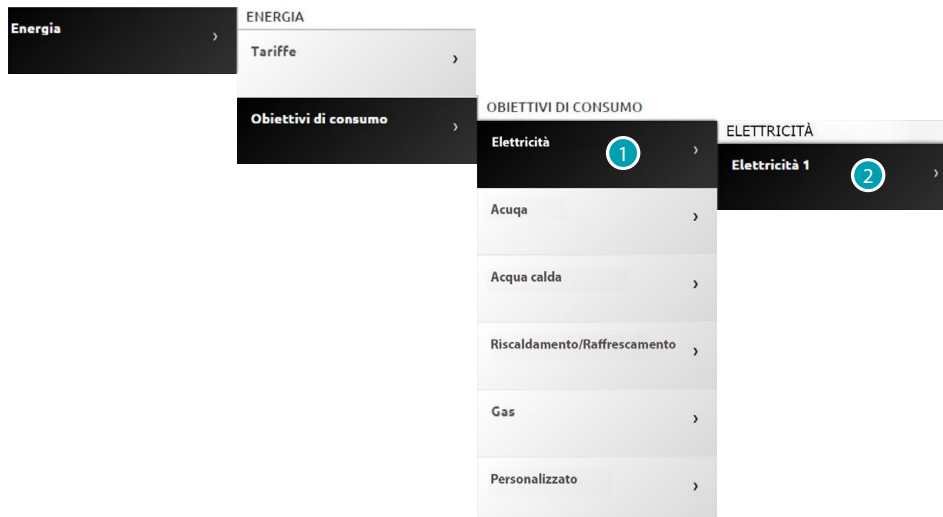 Energia
ENERGIA
Tariffe
Obiettivi di consumo
OBIETTIVI DI CONSUMO
Elettricità
1
Acuqa
Acqua calda
Riscaldamento/Raffrescamento
Gas
Personalizzato
ELETTRICITÀ
Elettricità 1
2